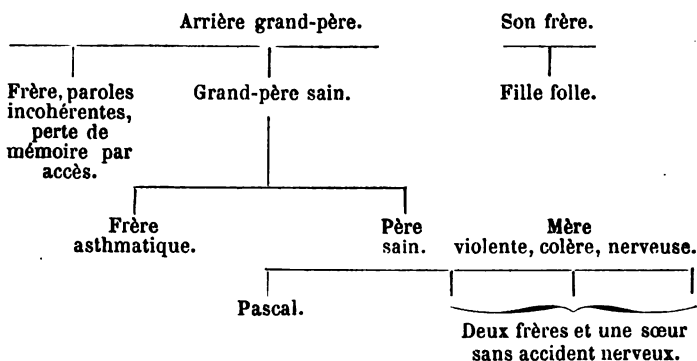 Arrière grand-père. Son frère.
Frère, paroles
incohérentes,
perte de
mémoire par
accès.
Grand-père sain.
Fille folle.
Frère
asthmatique.
Père
sain.
Mère
violente, colère, nerveuse.
Pascal.
Deux frères et une sœur
sans accident nerveux.